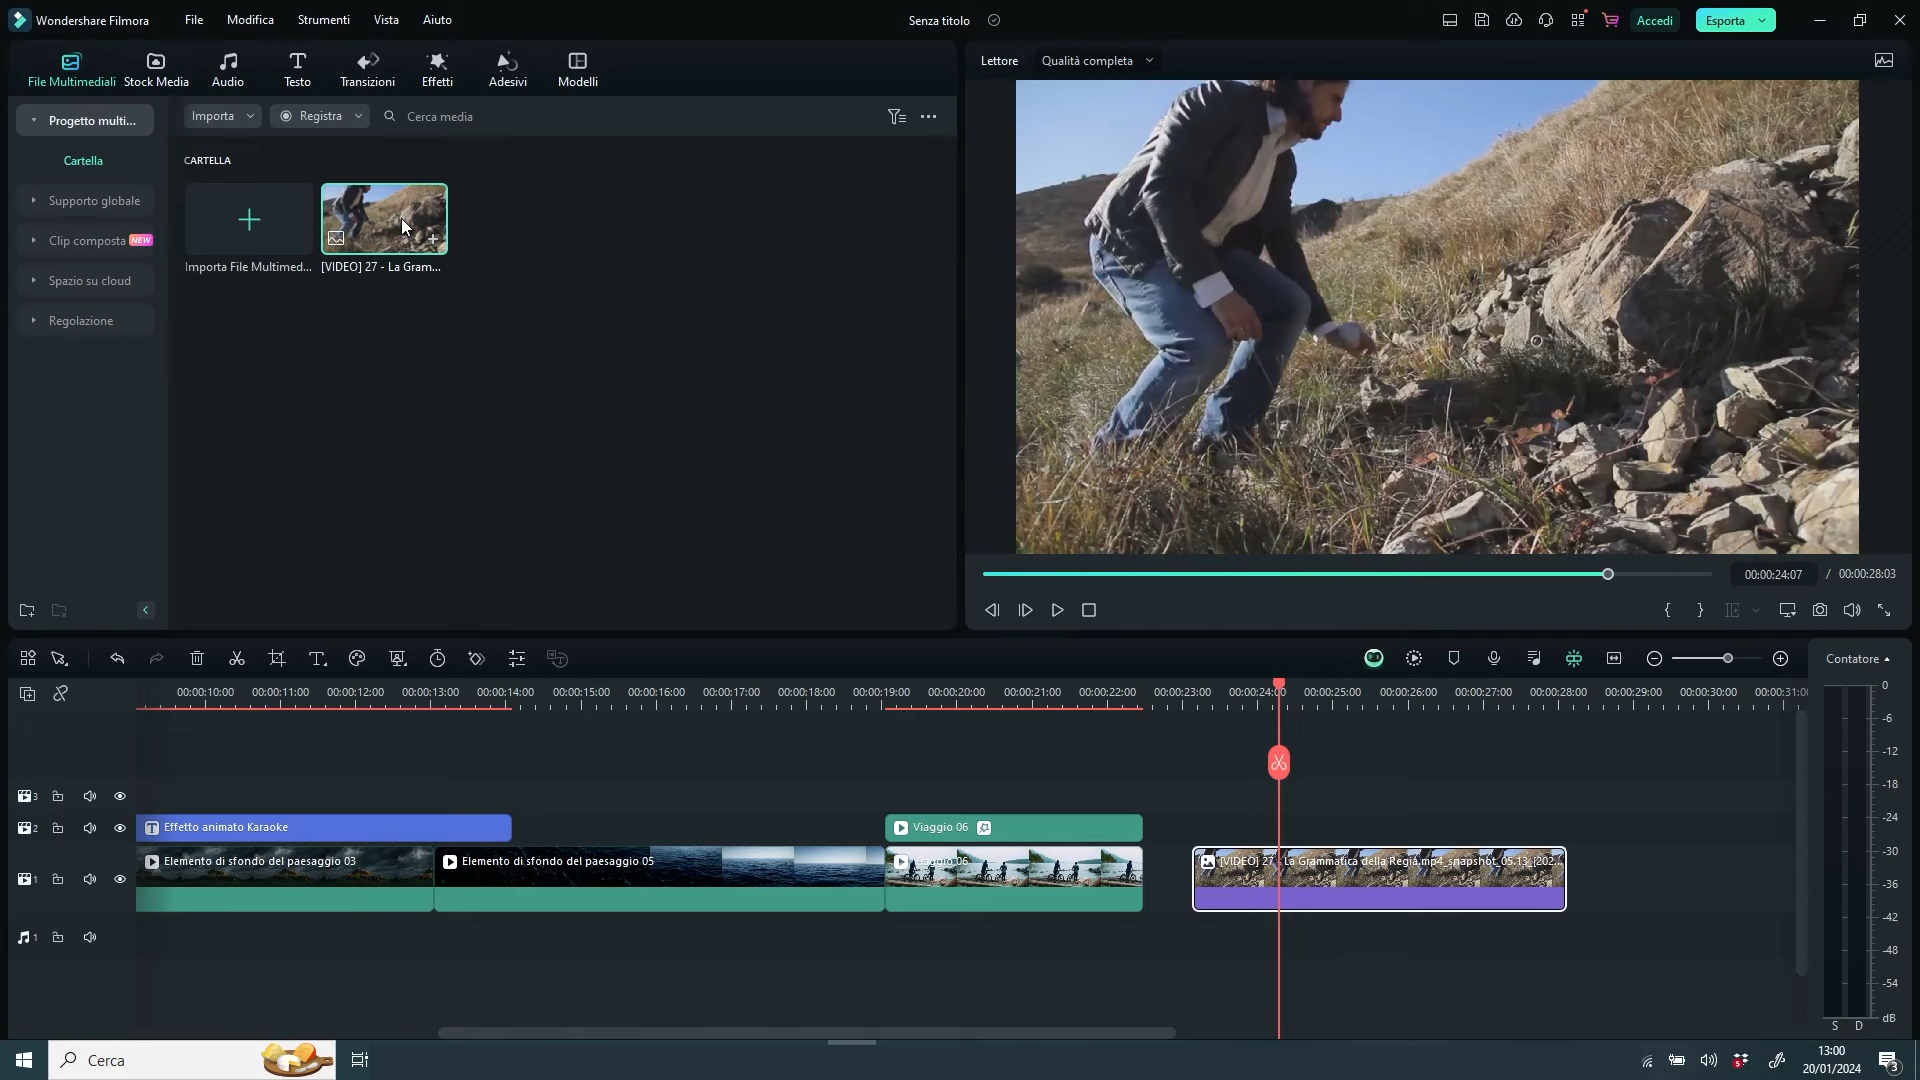 Wondershare Filmora File Modifica Strumenti Vista Aiuto Senza titolo Accedi Esporta
File Multimediali Stock Media Audio Testo Transizioni Effetti Adesivi Modelli
Lettore Qualità completa
Progetto multi... Importa Registra Cerca media
Cartella CARTELLA
Supporto globale
Clip composta NEW
Spazio su cloud
Regolazione
Importa File Multimed... [VIDEO] 27 - La Gram...
00:00:24:07 / 00:00:28:03
Contatore
00:00:10:00 00:00:11:00 00:00:12:00 00:00:13:00 00:00:14:00 00:00:15:00 00:00:16:00 00:00:17:00 00:00:18:00 00:00:19:00 00:00:20:00 00:00:21:00 00:00:22:00 00:00:23:00 00:00:24:00 00:00:25:00 00:00:26:00 00:00:27:00 00:00:28:00 00:00:29:00 00:00:30:00
3
2 Effetto animato Karaoke Viaggio 06
1 Elemento di sfondo del paesaggio 03 Elemento di sfondo del paesaggio 05 Viaggio 06 [VIDEO] 27 - La Grammatica della Regia.mp4_snapshot_05.13_[202...
1
0
-6
-12
-18
-24
-30
-36
-42
-48
-54
dB
S D
Cerca
13:00
20/01/2024
3